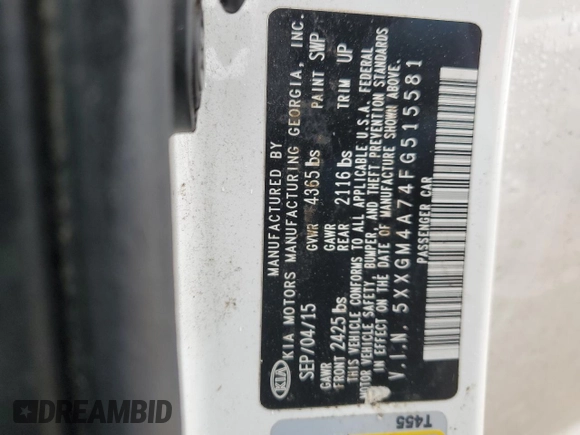 MANUFACTURED BY
KIA KIA MOTORS MANUFACTURING GEORGIA, INC.
SEP/04/15 GVWR 4365 lbs PAINT SWP
GAWR FRONT 2425 lbs GAWR REAR 2116 lbs TRIM UP
THIS VEHICLE CONFORMS TO ALL APPLICABLE U.S.A. FEDERAL
MOTOR VEHICLE SAFETY, BUMPER, AND THEFT PREVENTION STANDARDS
IN EFFECT ON THE DATE OF MANUFACTURE SHOWN ABOVE.
V.I.N. 5XXGM4A74FG515581
PASSENGER CAR
T455
DREAMBID